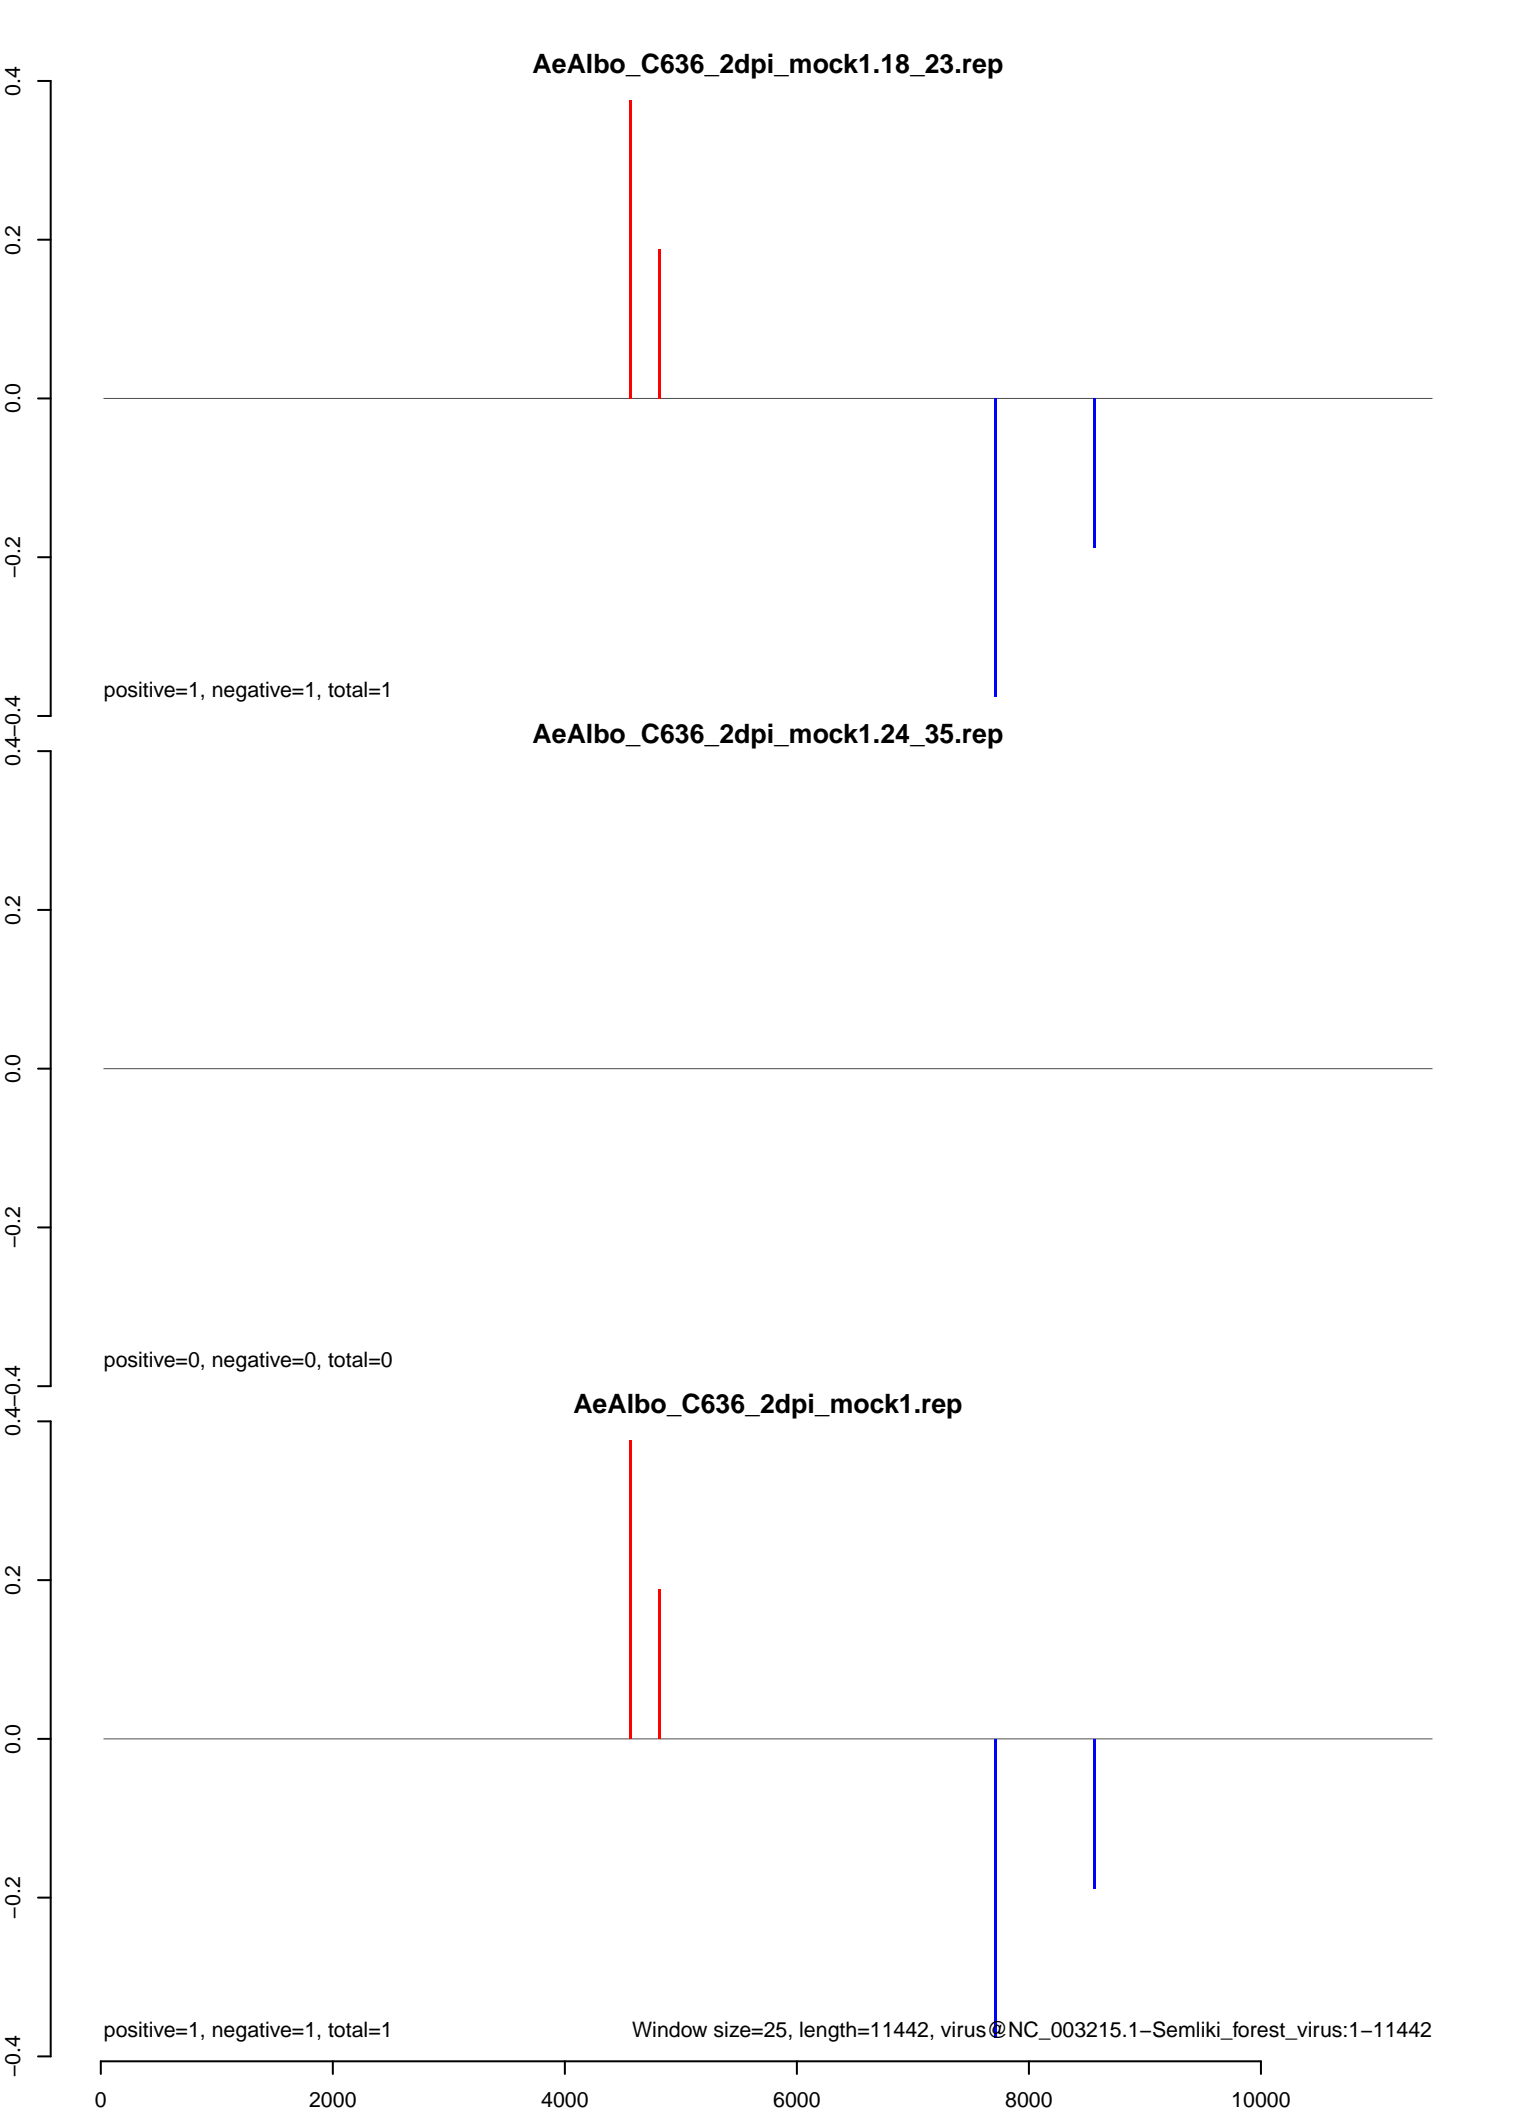 AeAlbo_C636_2dpi_mock1.18_23.rep
0.4
0.2
0.0
−0.2
−0.4
positive=1, negative=1, total=1
AeAlbo_C636_2dpi_mock1.24_35.rep
0.4
0.2
0.0
−0.2
−0.4
positive=0, negative=0, total=0
AeAlbo_C636_2dpi_mock1.rep
0.4
0.2
0.0
−0.2
−0.4
positive=1, negative=1, total=1
Window size=25, length=11442, virus@NC_003215.1−Semliki_forest_virus:1−11442
0 2000 4000 6000 8000 10000